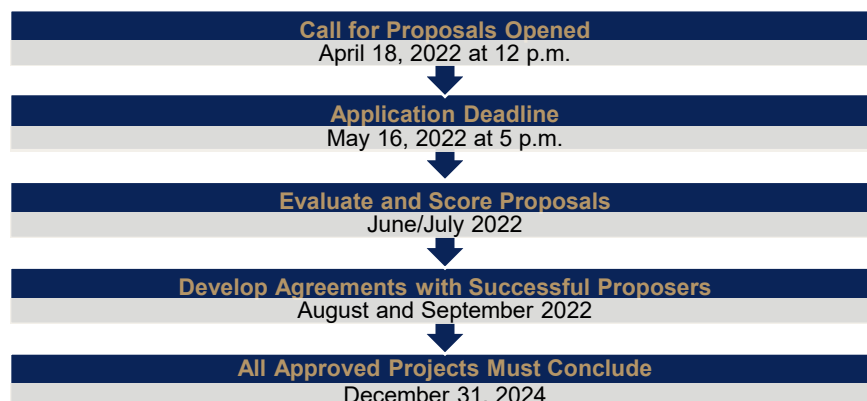 Call for Proposals Opened
April 18, 2022 at 12 p.m.
Application Deadline
May 16, 2022 at 5 p.m.
Evaluate and Score Proposals
June/July 2022
Develop Agreements with Successful Proposers
August and September 2022
All Approved Projects Must Conclude
December 31, 2024